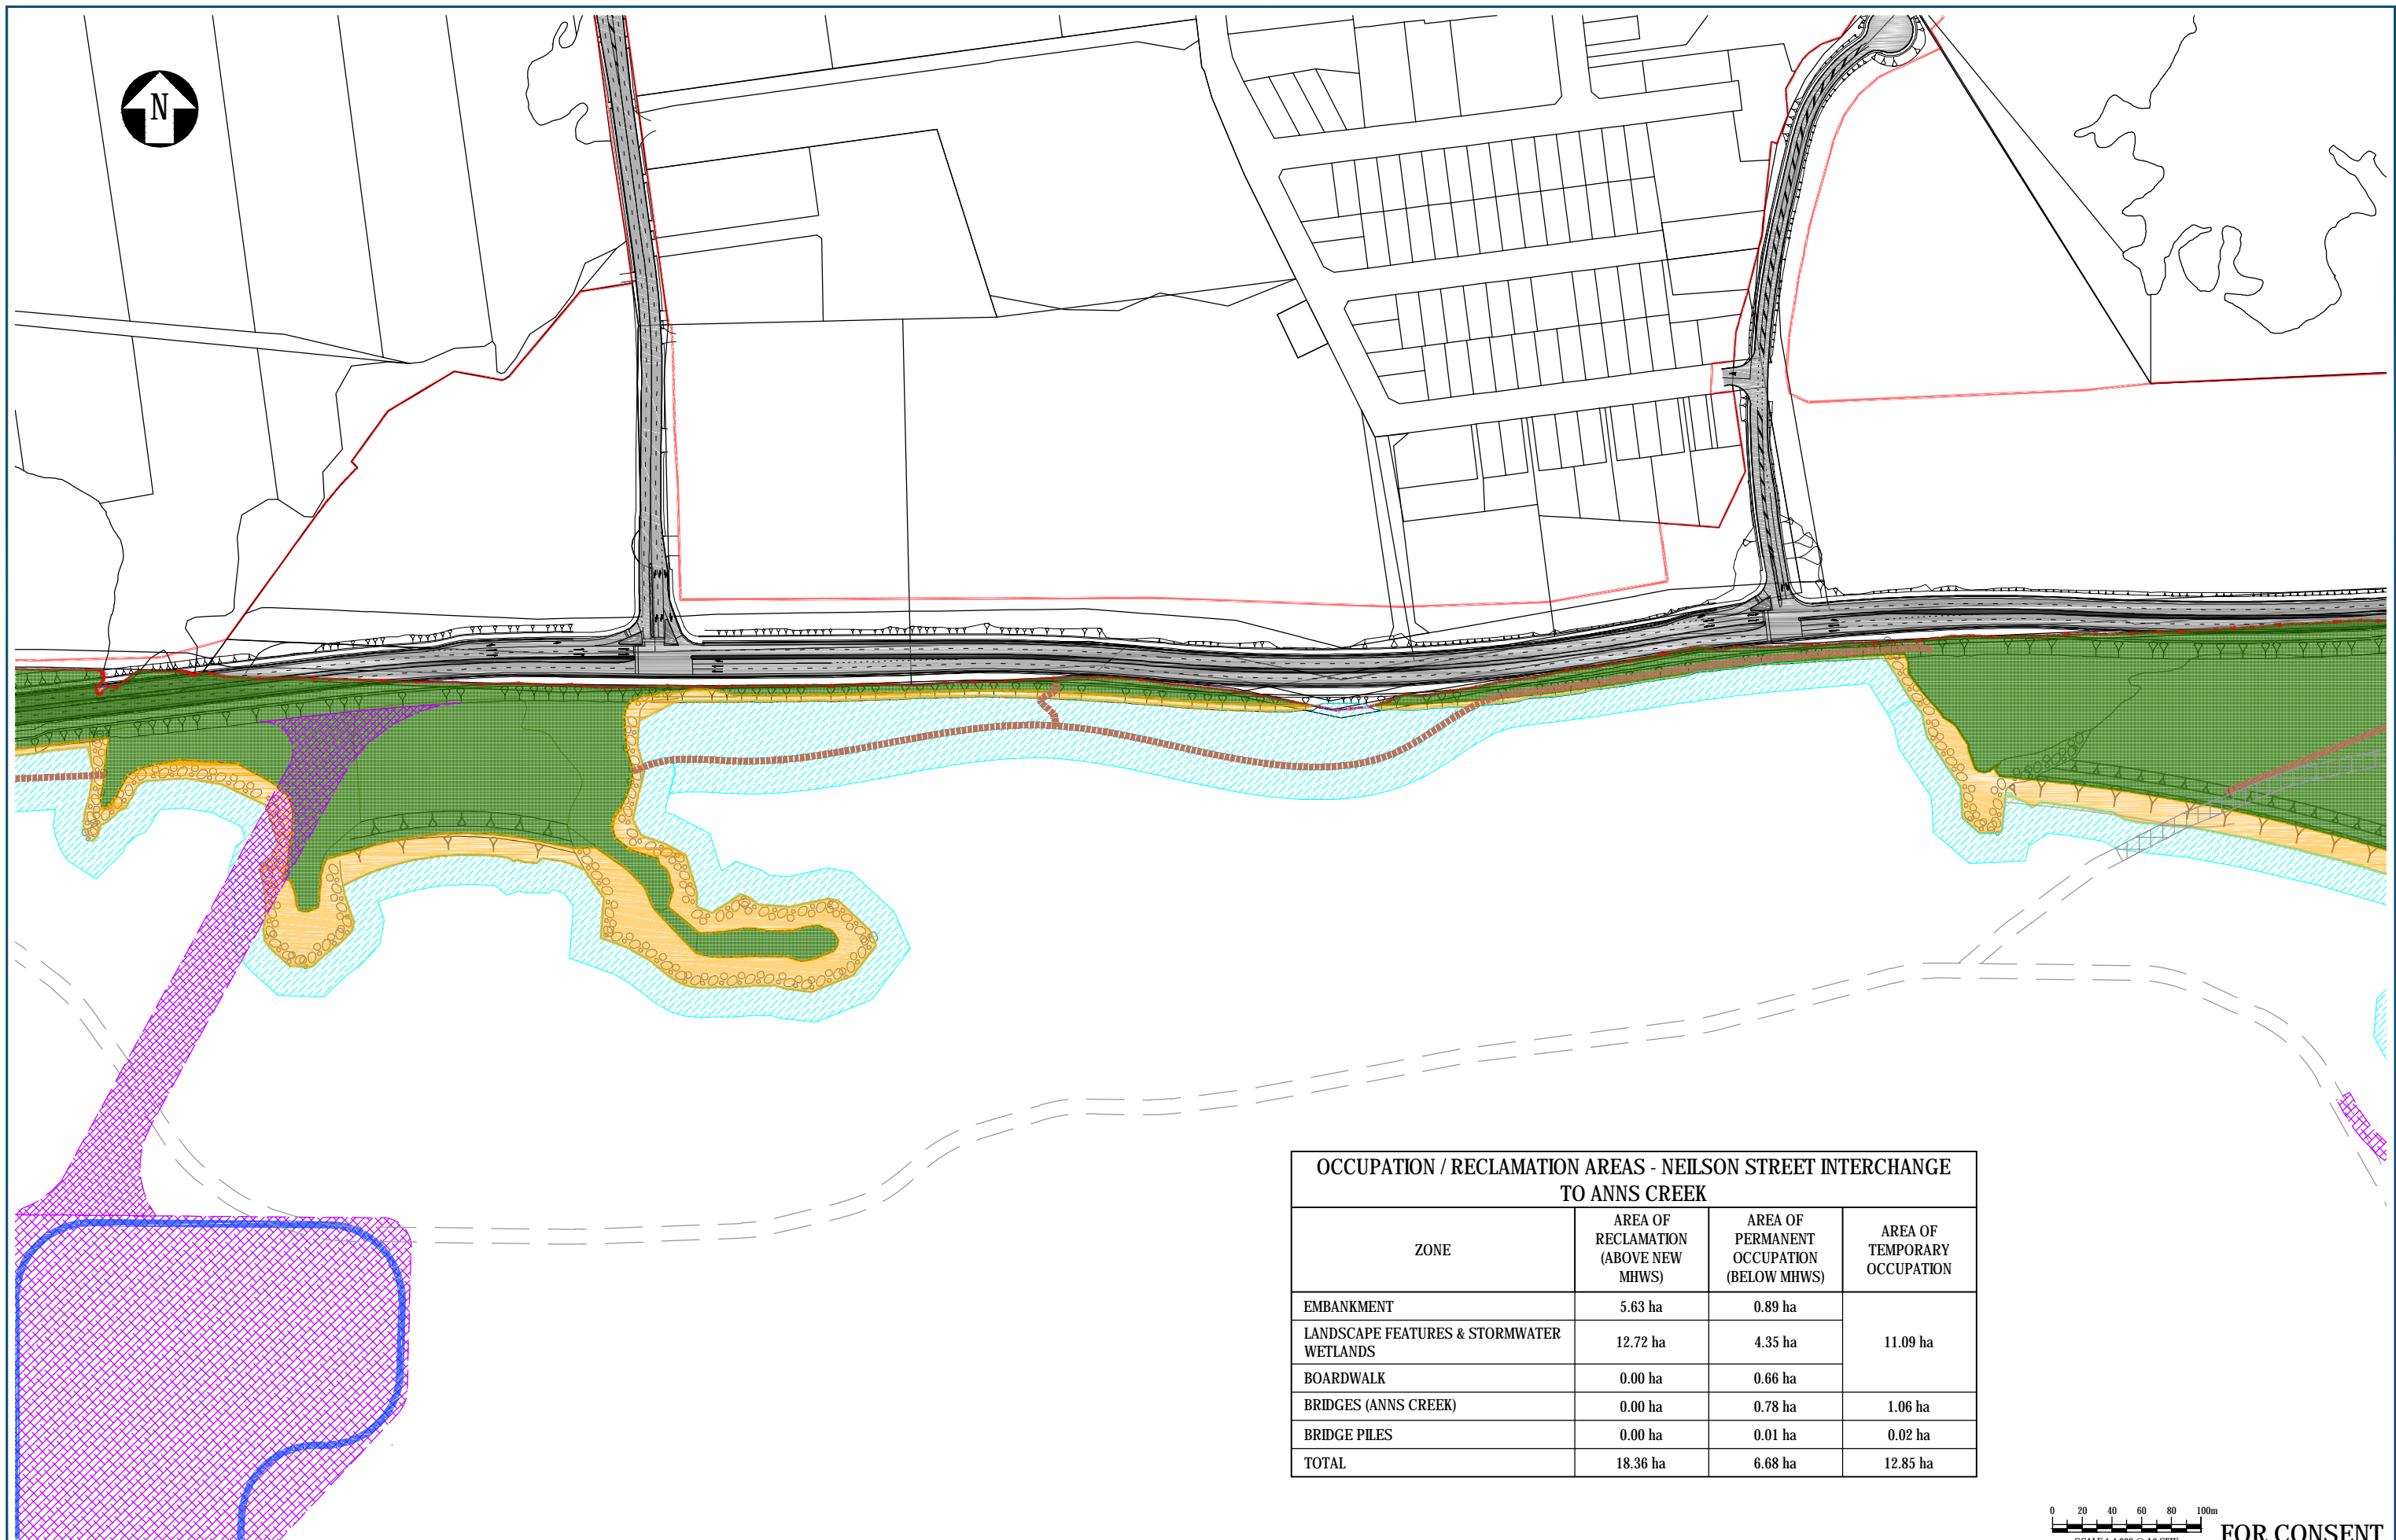 N
OCCUPATION / RECLAMATION AREAS - NEILSON STREET INTERCHANGE
TO ANNS CREEK
ZONE
AREA OF
RECLAMATION
(ABOVE NEW
MHWS)
AREA OF
PERMANENT
OCCUPATION
(BELOW MHWS)
AREA OF
TEMPORARY
OCCUPATION
EMBANKMENT 5.63 ha 0.89 ha
LANDSCAPE FEATURES & STORMWATER
WETLANDS
12.72 ha 4.35 ha 11.09 ha
BOARDWALK 0.00 ha 0.66 ha
BRIDGES (ANNS CREEK) 0.00 ha 0.78 ha 1.06 ha
BRIDGE PILES 0.00 ha 0.01 ha 0.02 ha
TOTAL 18.36 ha 6.68 ha 12.85 ha
0 20 40 60 80 100m
FOR CONSENT